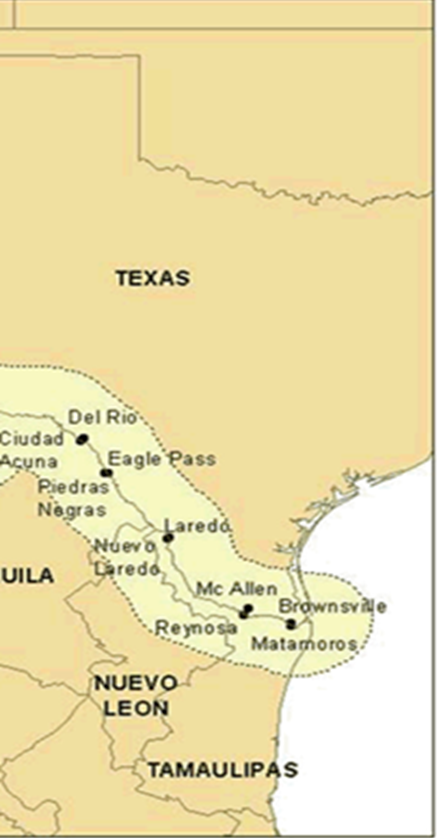 TEXAS
Del Rio
Ciudad
Acuna
Eagle Pass
Piedras
Negras
Laredo
Nuevo
Laredo
UILA
Mc Allen
Brownsville
Reynosa
Matamoros
NUEVO
LEON
TAMAULIPAS